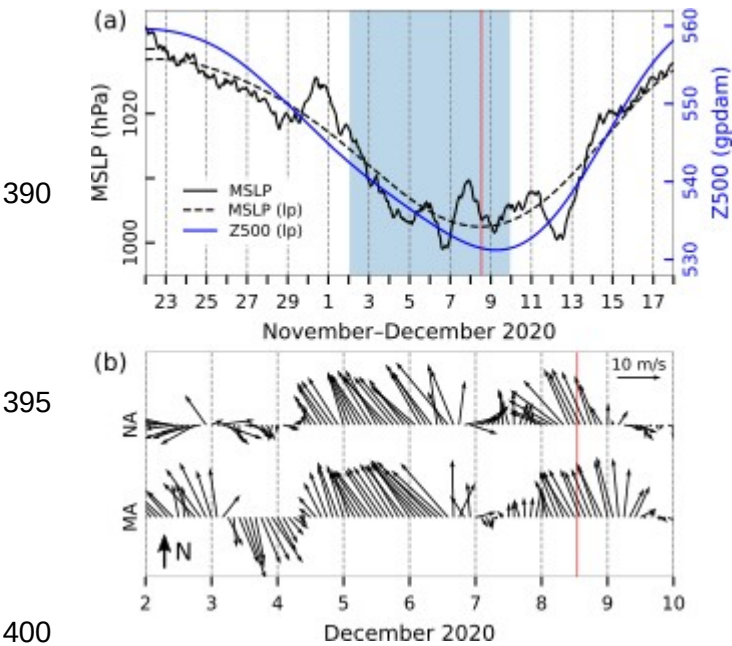 (a)
MSLP (hPa)
1020
1000
560
550
540
530
Z500 (gpdam)
MSLP
MSLP (lp)
Z500 (lp)
390
23 25 27 29 1 3 5 7 9 11 13 15 17
November–December 2020
(b)
10 m/s
395
NA
MA
N
2 3 4 5 6 7 8 9 10
December 2020
400